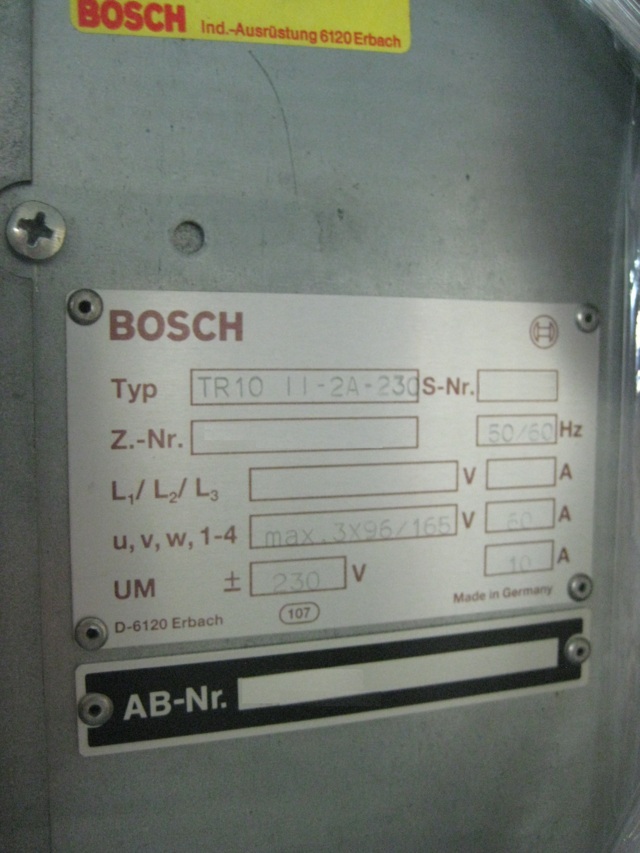 BOSCH Ind.-Ausrüstung 6120 Erbach
BOSCH
Typ TR10 II-2A-230 S-Nr.
Z.-Nr. 50/60 Hz
L1/ L2/ L3 V A
u, v, w, 1-4 max.3X96/165 V 60 A
UM ± 230 V 10 A
D-6120 Erbach 107 Made in Germany
AB-Nr.